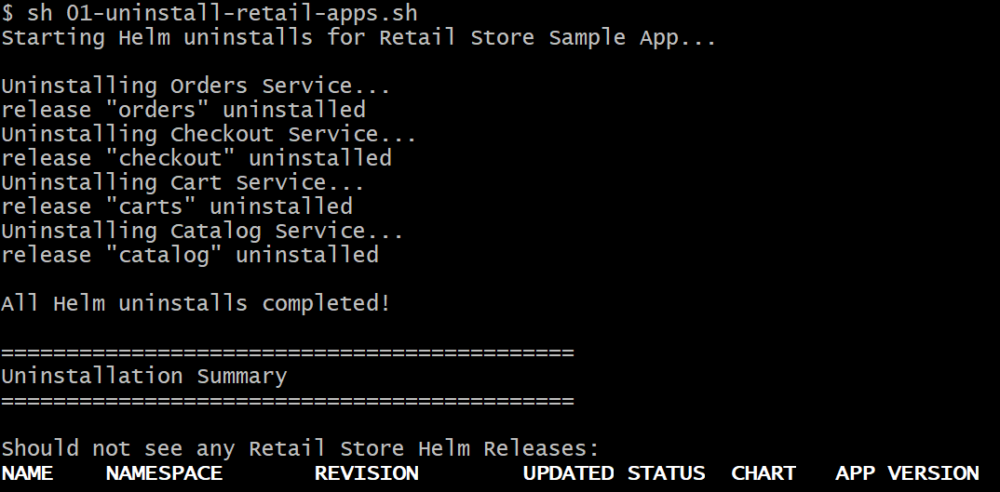 $ sh 01-uninstall-retail-apps.sh
Starting Helm uninstalls for Retail Store Sample App...
Uninstalling Orders Service...
release "orders" uninstalled
Uninstalling Checkout Service...
release "checkout" uninstalled
Uninstalling Cart Service...
release "carts" uninstalled
Uninstalling Catalog Service...
release "catalog" uninstalled
All Helm uninstalls completed!
============================================
Uninstallation Summary
============================================
Should not see any Retail Store Helm Releases:
NAME    NAMESPACE       REVISION        UPDATED STATUS  CHART   APP VERSION